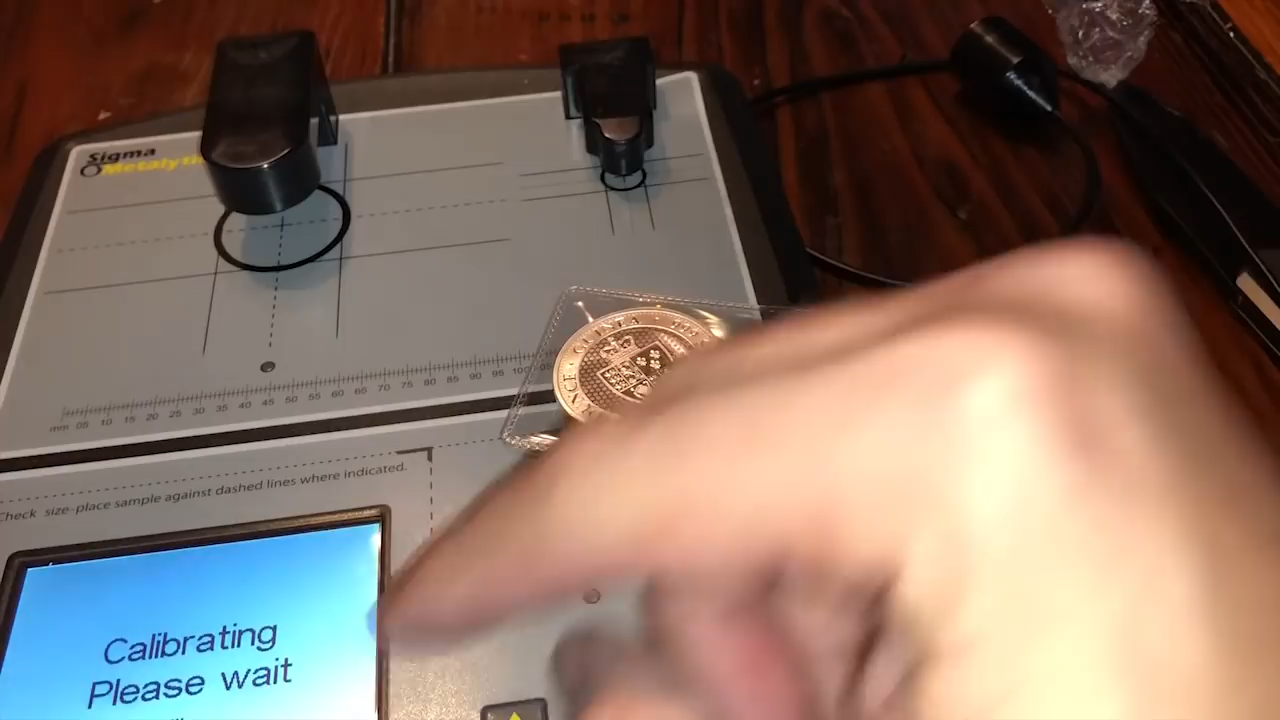 Sigma
Metalytic
mm 05 10 15 20 25 30 35 40 45 50 55 60 65 70 75 80 85 90 95 100
Check size-place sample against dashed lines where indicated.
Calibrating
Please wait